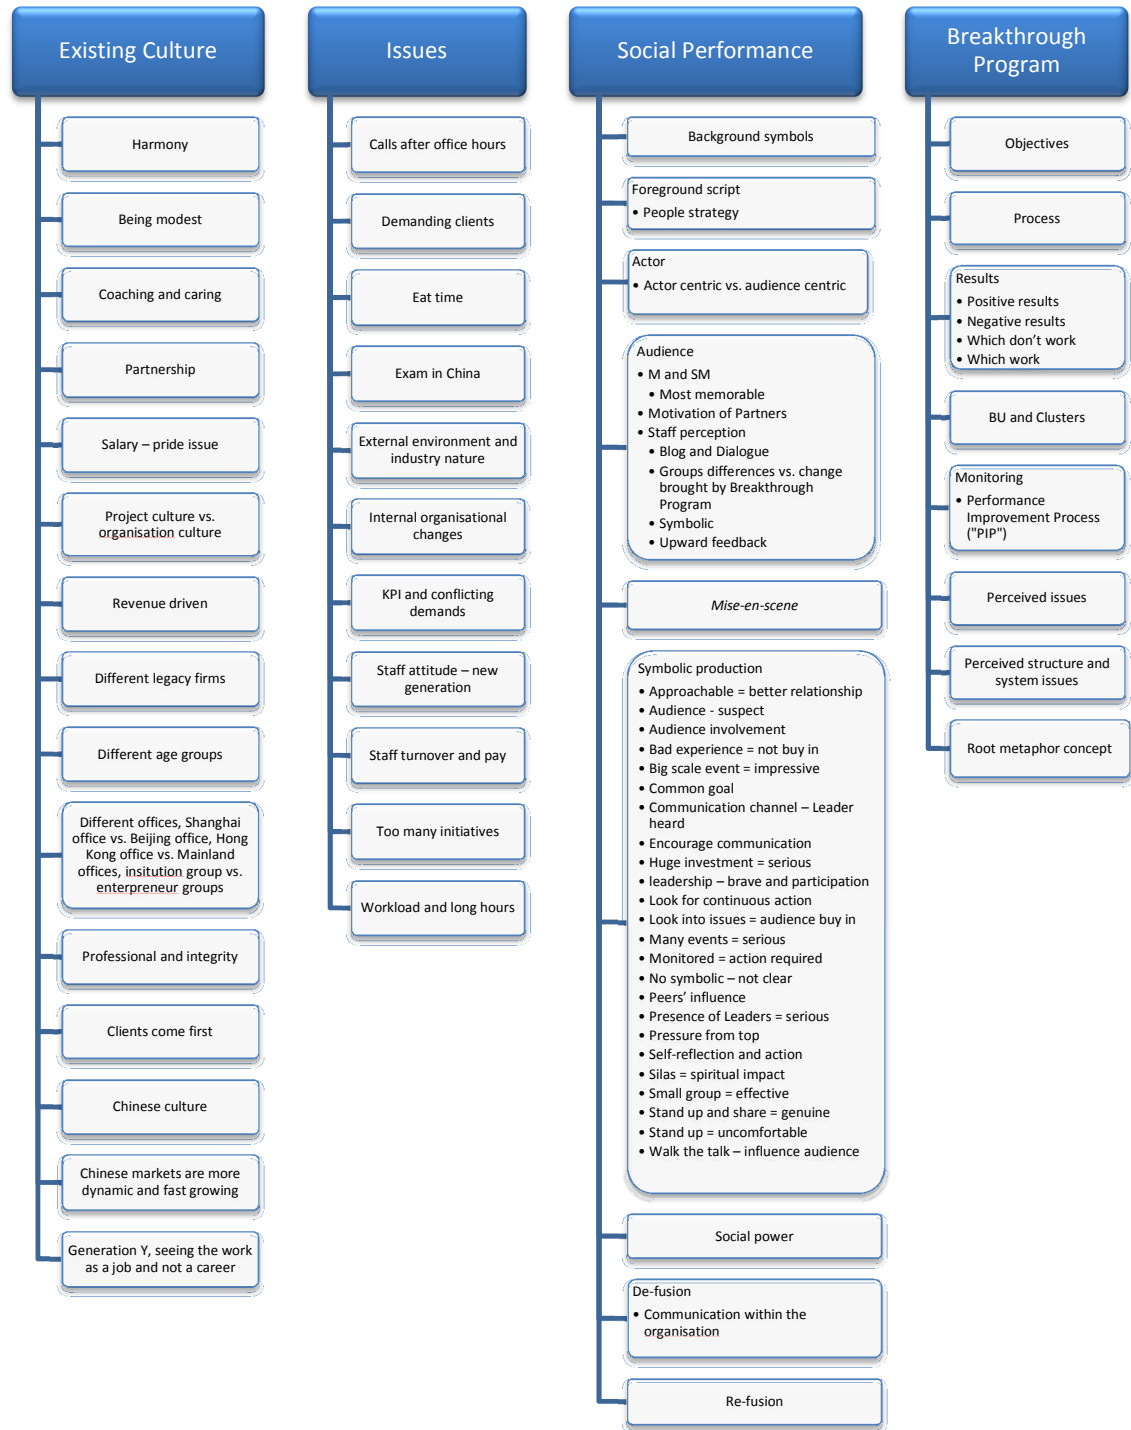 Existing Culture
Harmony
Being modest
Coaching and caring
Partnership
Salary – pride issue
Project culture vs.
organisation culture
Revenue driven
Different legacy firms
Different age groups
Different offices, Shanghai
office vs. Beijing office, Hong
Kong office vs. Mainland
offices, insitution group vs.
enterpreneur groups
Professional and integrity
Clients come first
Chinese culture
Chinese markets are more
dynamic and fast growing
Generation Y, seeing the work
as a job and not a career
Issues
Calls after office hours
Demanding clients
Eat time
Exam in China
External environment and
industry nature
Internal organisational
changes
KPI and conflicting
demands
Staff attitude – new
generation
Staff turnover and pay
Too many initiatives
Workload and long hours
Social Performance
Background symbols
Foreground script
• People strategy
Actor
• Actor centric vs. audience centric
Audience
• M and SM
• Most memorable
• Motivation of Partners
• Staff perception
• Blog and Dialogue
• Groups differences vs. change
brought by Breakthrough
Program
• Symbolic
• Upward feedback
Mise-en-scene
Symbolic production
• Approachable = better relationship
• Audience - suspect
• Audience involvement
• Bad experience = not buy in
• Big scale event = impressive
• Common goal
• Communication channel – Leader
heard
• Encourage communication
• Huge investment = serious
• leadership – brave and participation
• Look for continuous action
• Look into issues = audience buy in
• Many events = serious
• Monitored = action required
• No symbolic – not clear
• Peers’ influence
• Presence of Leaders = serious
• Pressure from top
• Self-reflection and action
• Silas = spiritual impact
• Small group = effective
• Stand up and share = genuine
• Stand up = uncomfortable
• Walk the talk – influence audience
Social power
De-fusion
• Communication within the
organisation
Re-fusion
Breakthrough
Program
Objectives
Process
Results
• Positive results
• Negative results
• Which don’t work
• Which work
BU and Clusters
Monitoring
• Performance
Improvement Process
("PIP")
Perceived issues
Perceived structure and
system issues
Root metaphor concept